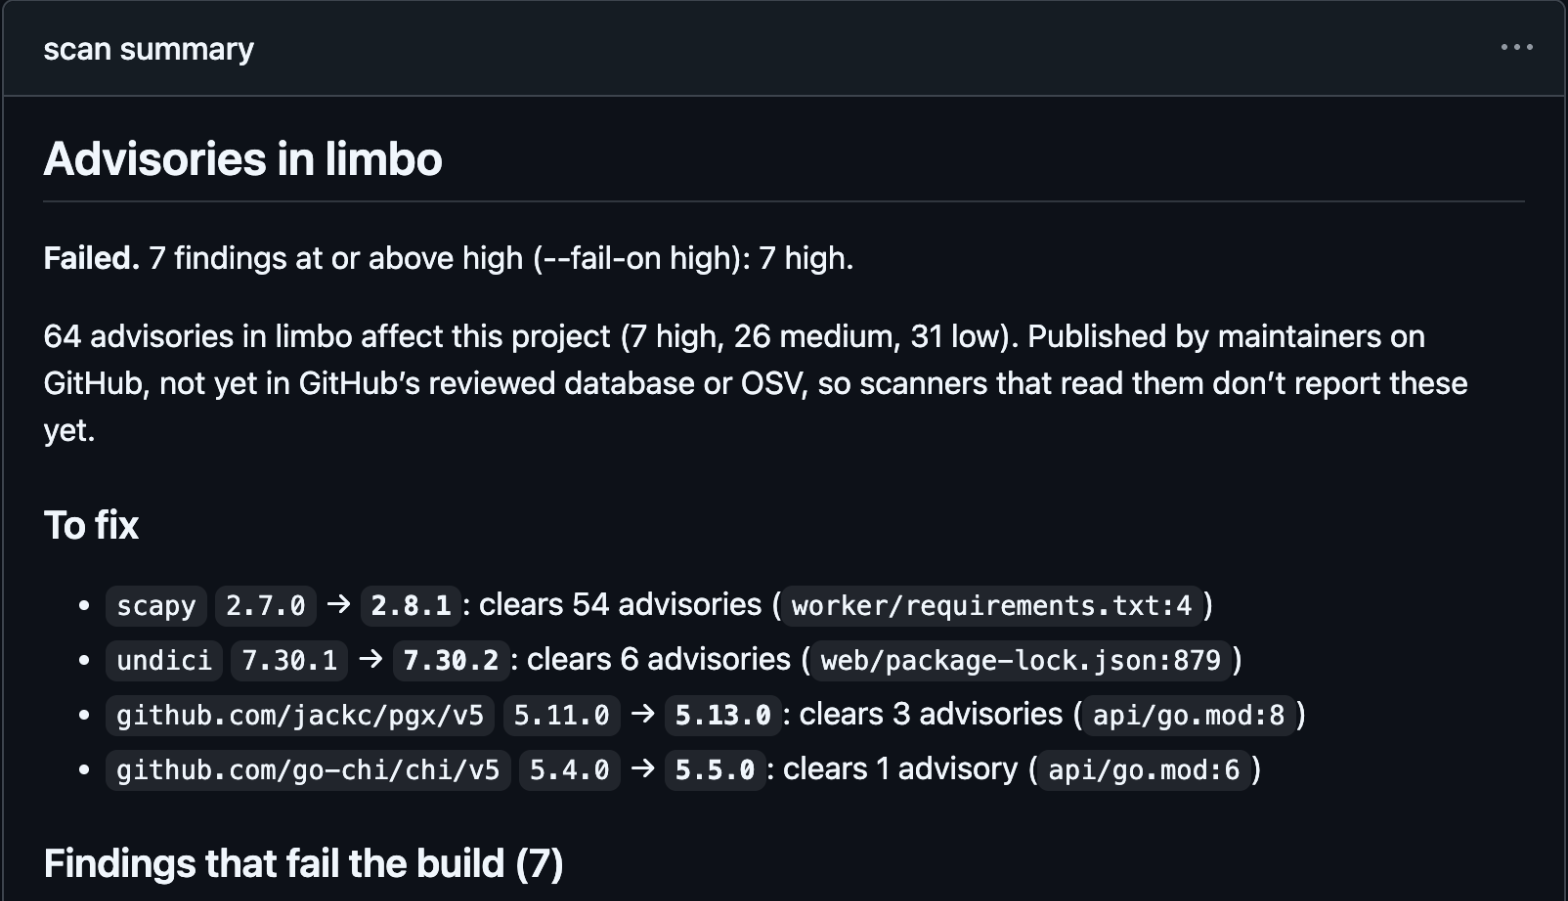 scan summary
Advisories in limbo
Failed. 7 findings at or above high (--fail-on high): 7 high.
64 advisories in limbo affect this project (7 high, 26 medium, 31 low). Published by maintainers on
GitHub, not yet in GitHub’s reviewed database or OSV, so scanners that read them don’t report these
yet.
To fix
• scapy 2.7.0 → 2.8.1: clears 54 advisories (worker/requirements.txt:4)
• undici 7.30.1 → 7.30.2: clears 6 advisories (web/package-lock.json:879)
• github.com/jackc/pgx/v5 5.11.0 → 5.13.0: clears 3 advisories (api/go.mod:8)
• github.com/go-chi/chi/v5 5.4.0 → 5.5.0: clears 1 advisory (api/go.mod:6)
Findings that fail the build (7)